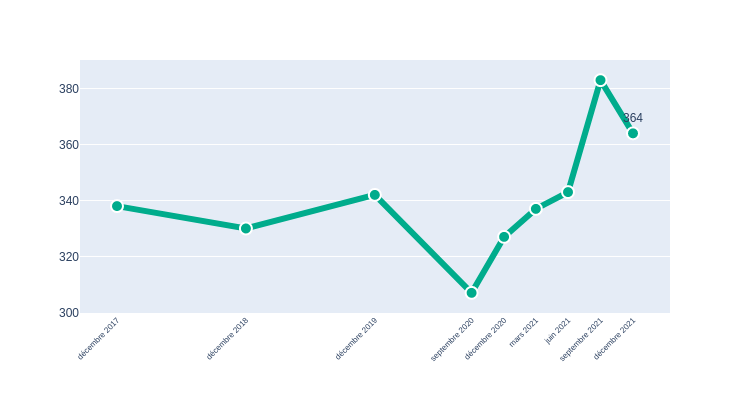 380
360
340
320
300
364
décembre 2017
décembre 2018
décembre 2019
septembre 2020
décembre 2020
mars 2021
juin 2021
septembre 2021
décembre 2021